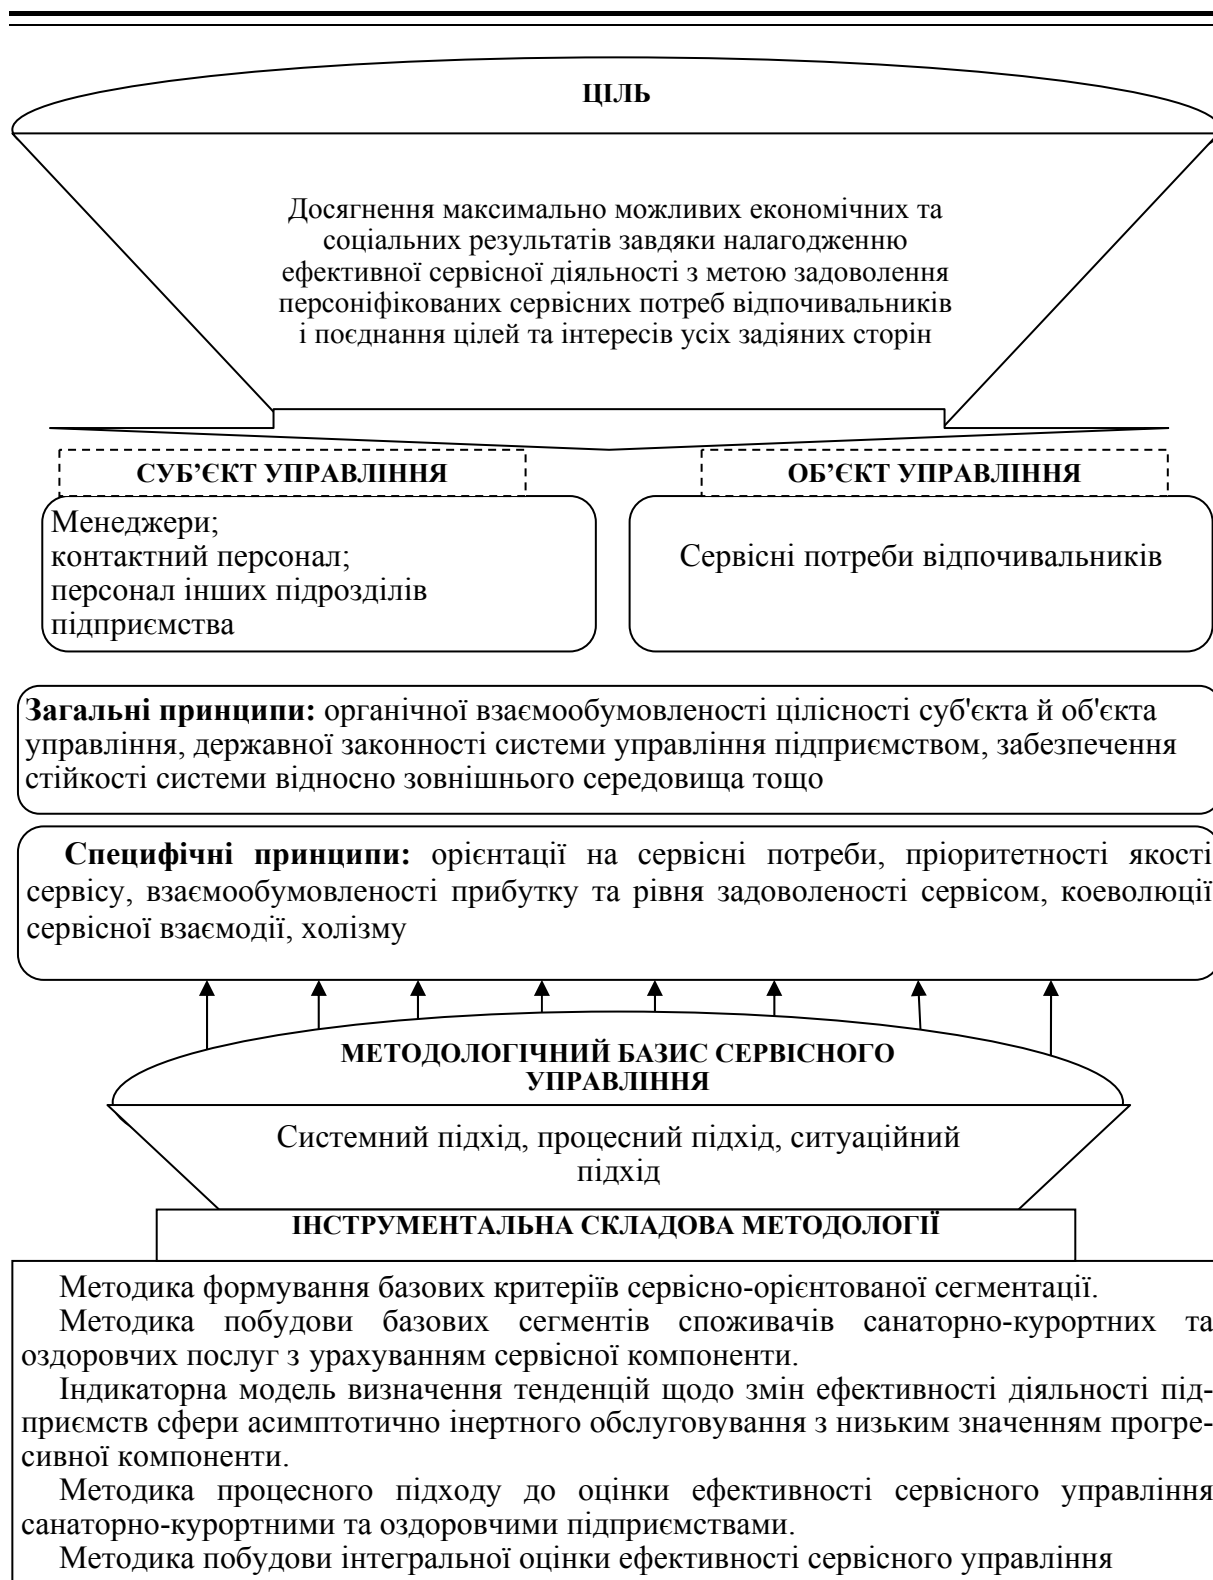 ЦІЛЬ
Досягнення максимально можливих економічних та
соціальних результатів завдяки налагодженню
ефективної сервісної діяльності з метою задоволення
персоніфікованих сервісних потреб відпочивальників
і поєднання цілей та інтересів усіх задіяних сторін
СУБ’ЄКТ УПРАВЛІННЯ
Менеджери;
контактний персонал;
персонал інших підрозділів
підприємства
ОБ’ЄКТ УПРАВЛІННЯ
Сервісні потреби відпочивальників
Загальні принципи: органічної взаємообумовленості цілісності суб'єкта й об'єкта
управління, державної законності системи управління підприємством, забезпечення
стійкості системи відносно зовнішнього середовища тощо
Специфічні принципи: орієнтації на сервісні потреби, пріоритетності якості
сервісу, взаємообумовленості прибутку та рівня задоволеності сервісом, коеволюції
сервісної взаємодії, холізму
МЕТОДОЛОГІЧНИЙ БАЗИС СЕРВІСНОГО
УПРАВЛІННЯ
Системний підхід, процесний підхід, ситуаційний
підхід
ІНСТРУМЕНТАЛЬНА СКЛАДОВА МЕТОДОЛОГІЇ
Методика формування базових критеріїв сервісно-орієнтованої сегментації.
Методика побудови базових сегментів споживачів санаторно-курортних та
оздоровчих послуг з урахуванням сервісної компоненти.
Індикаторна модель визначення тенденцій щодо змін ефективності діяльності під-
приємств сфери асимптотично інертного обслуговування з низьким значенням прогре-
сивної компоненти.
Методика процесного підходу до оцінки ефективності сервісного управління
санаторно-курортними та оздоровчими підприємствами.
Методика побудови інтегральної оцінки ефективності сервісного управління